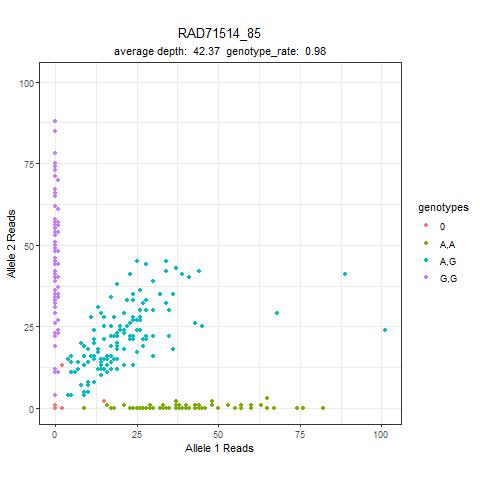 RAD71514_85
average depth:  42.37  genotype_rate:  0.98
100
75
50
25
0
Allele 2 Reads
0
25
50
75
100
Allele 1 Reads
genotypes
0
A,A
A,G
G,G